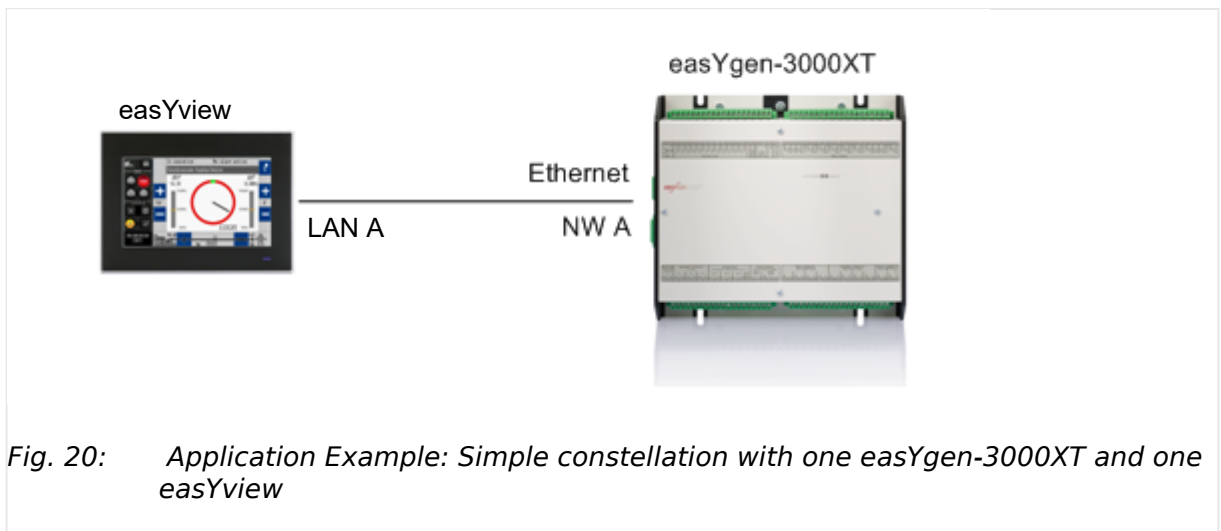 easYgen-3000XT
easYview
Ethernet
LAN A
NW A
Fig. 20: Application Example: Simple constellation with one easYgen-3000XT and one
easYview